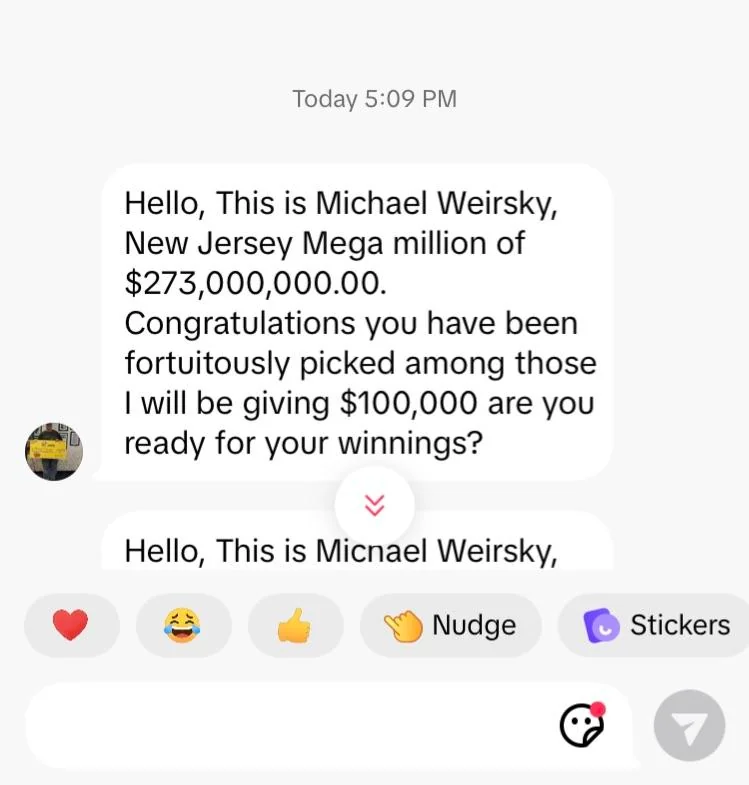 Today 5:09 PM
Hello, This is Michael Weirsky,
New Jersey Mega million of
$273,000,000.00.
Congratulations you have been
fortuitously picked among those
I will be giving $100,000 are you
ready for your winnings?
Hello, This is Michael Weirsky,
Nudge
Stickers